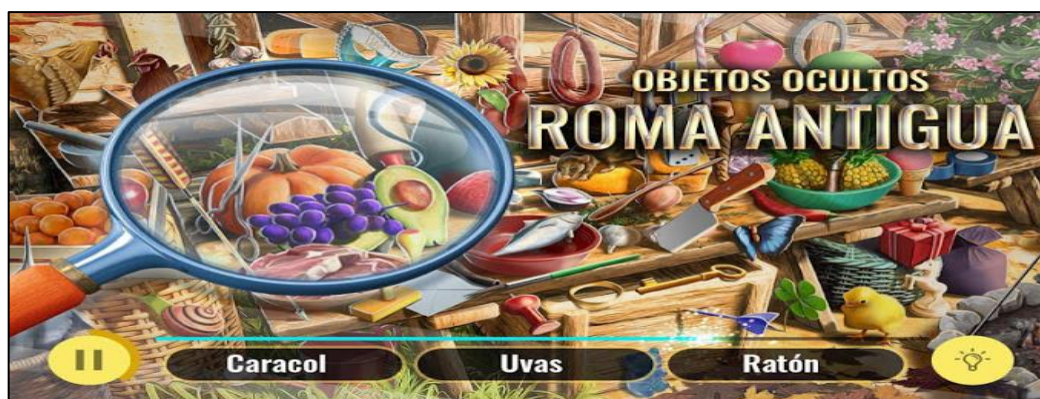 OBJETOS OCULTOS
ROMA ANTIGUA
Caracol
Uvas
Ratón